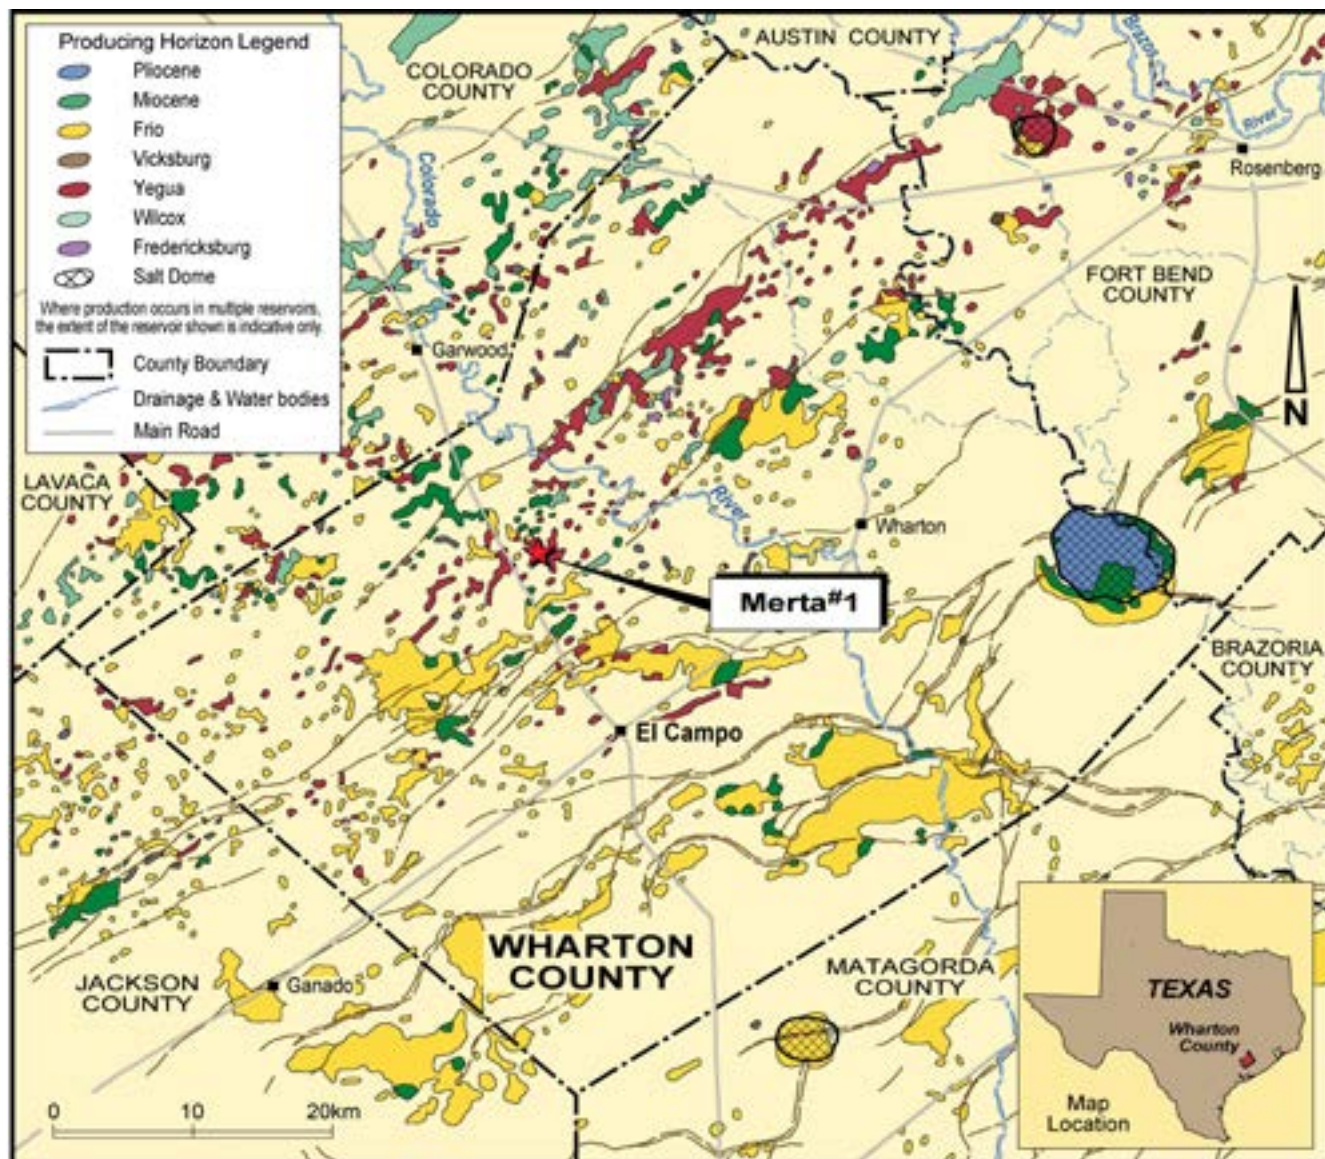 Producing Horizon Legend
Pliocene
Miocene
Frio
Vicksburg
Yegua
Wilcox
Fredericksburg
Salt Dome
Where production occurs in multiple reservoirs,
the extent of the reservoir shown is indicative only.
County Boundary
Drainage & Water bodies
Main Road
AUSTIN COUNTY
COLORADO
COUNTY
Brazos
River
Rosenberg
Colorado
FORT BEND
COUNTY
Garwood
N
LAVACA
COUNTY
River
Wharton
Merta#1
BRAZORIA
COUNTY
El Campo
WHARTON
COUNTY
MATAGORDA
COUNTY
JACKSON
COUNTY
Ganado
0 10 20km
TEXAS
Wharton
County
Map
Location